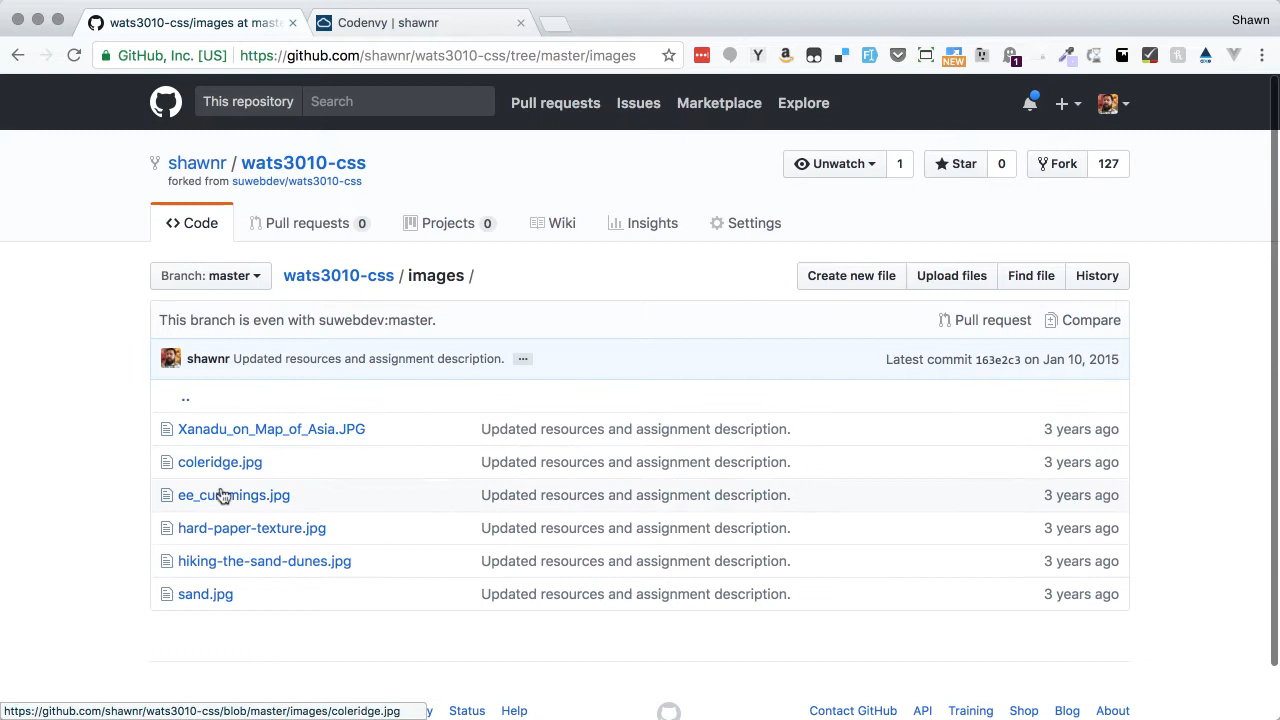 wats3010-css/images at mast
Codenvy | shawnr
Shawn
GitHub, Inc. [US]
https://github.com/shawnr/wats3010-css/tree/master/images
NEW
1
This repository
Search
Pull requests
Issues
Marketplace
Explore
shawnr / wats3010-css
forked from suwebdev/wats3010-css
Unwatch 1
Star 0
Fork 127
Code
Pull requests 0
Projects 0
Wiki
Insights
Settings
Branch: master
wats3010-css / images /
Create new file
Upload files
Find file
History
This branch is even with suwebdev:master.
Pull request
Compare
shawnr Updated resources and assignment description. ...
Latest commit 163e2c3 on Jan 10, 2015
..
Xanadu_on_Map_of_Asia.JPG Updated resources and assignment description. 3 years ago
coleridge.jpg Updated resources and assignment description. 3 years ago
ee_cummings.jpg Updated resources and assignment description. 3 years ago
hard-paper-texture.jpg Updated resources and assignment description. 3 years ago
hiking-the-sand-dunes.jpg Updated resources and assignment description. 3 years ago
sand.jpg Updated resources and assignment description. 3 years ago
https://github.com/shawnr/wats3010-css/blob/master/images/coleridge.jpg
Status
Help
Contact GitHub
API
Training
Shop
Blog
About